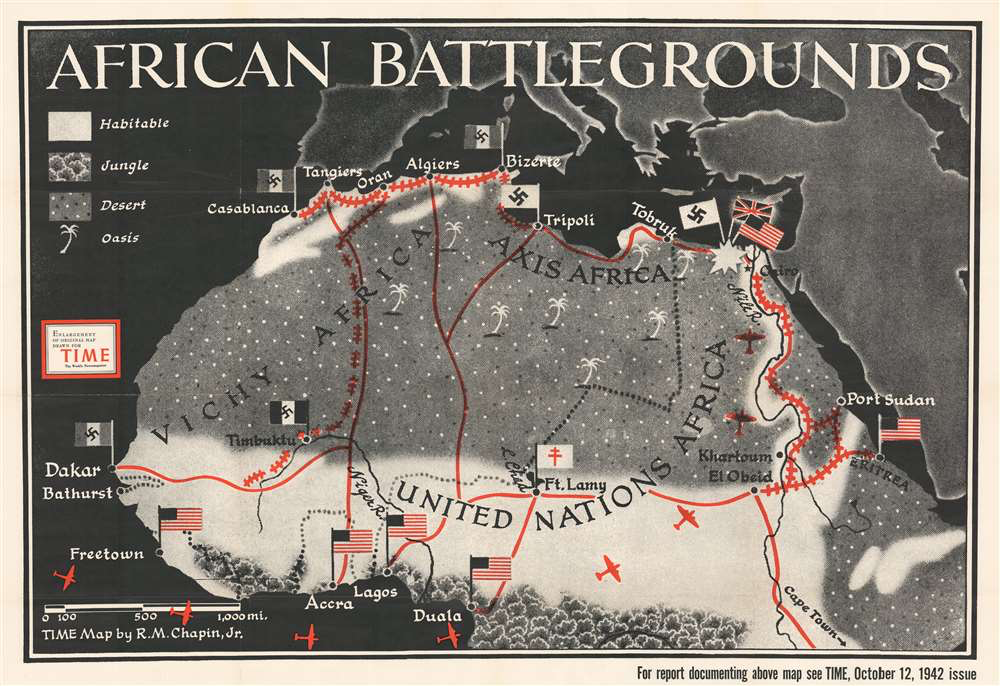 AFRICAN BATTLEGROUNDS
Habitable
Jungle
Desert
Oasis
Tangiers
Oran
Algiers
Bizerte
Casablanca
Tripoli
Tobruk
Cairo
Nile R.
AXIS AFRICA
VICHY AFRICA
ENLARGEMENT
OF ORIGINAL MAP
DRAWN FOR
TIME
The Weekly Newsmagazine
Port Sudan
Timbuktu
Khartoum
El Obeid
ERITREA
Dakar
Bathurst
Niger R.
L. Chad
Ft. Lamy
UNITED NATIONS AFRICA
Freetown
Accra
Lagos
Duala
Cape Town
0 100 500 1,000 mi.
TIME Map by R.M. Chapin, Jr.
For report documenting above map see TIME, October 12, 1942 issue